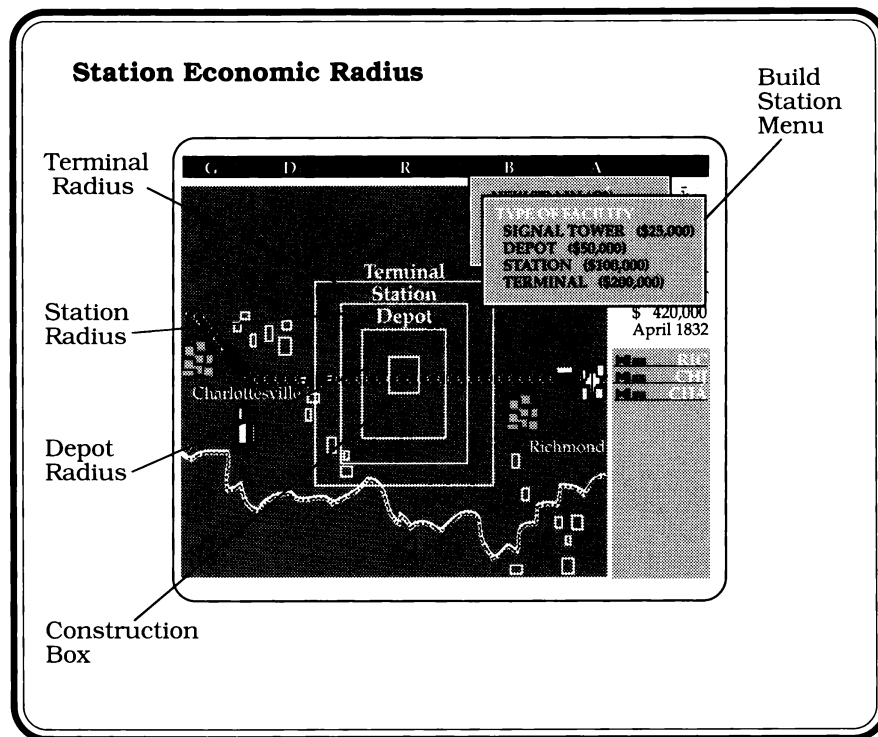 Station Economic Radius
Build
Station
Menu
Terminal
Radius
G D R B A
TYPE OF FACILITY
SIGNAL TOWER ($25,000)
DEPOT ($50,000)
STATION ($100,000)
TERMINAL ($200,000)
Terminal
Station
Depot
Station
Radius
$ 420,000
April 1832
RIC
CHI
CHA
Charlottesville
Richmond
Depot
Radius
Construction
Box